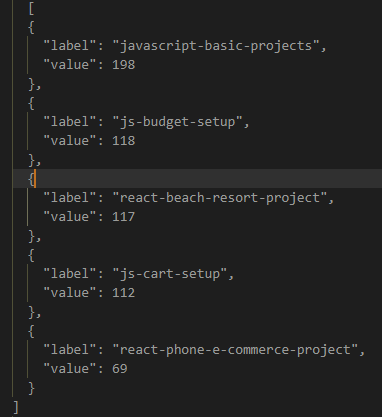 [
{
"label": "javascript-basic-projects",
"value": 198
},
{
"label": "js-budget-setup",
"value": 118
},
{
"label": "react-beach-resort-project",
"value": 117
},
{
"label": "js-cart-setup",
"value": 112
},
{
"label": "react-phone-e-commerce-project",
"value": 69
}
]